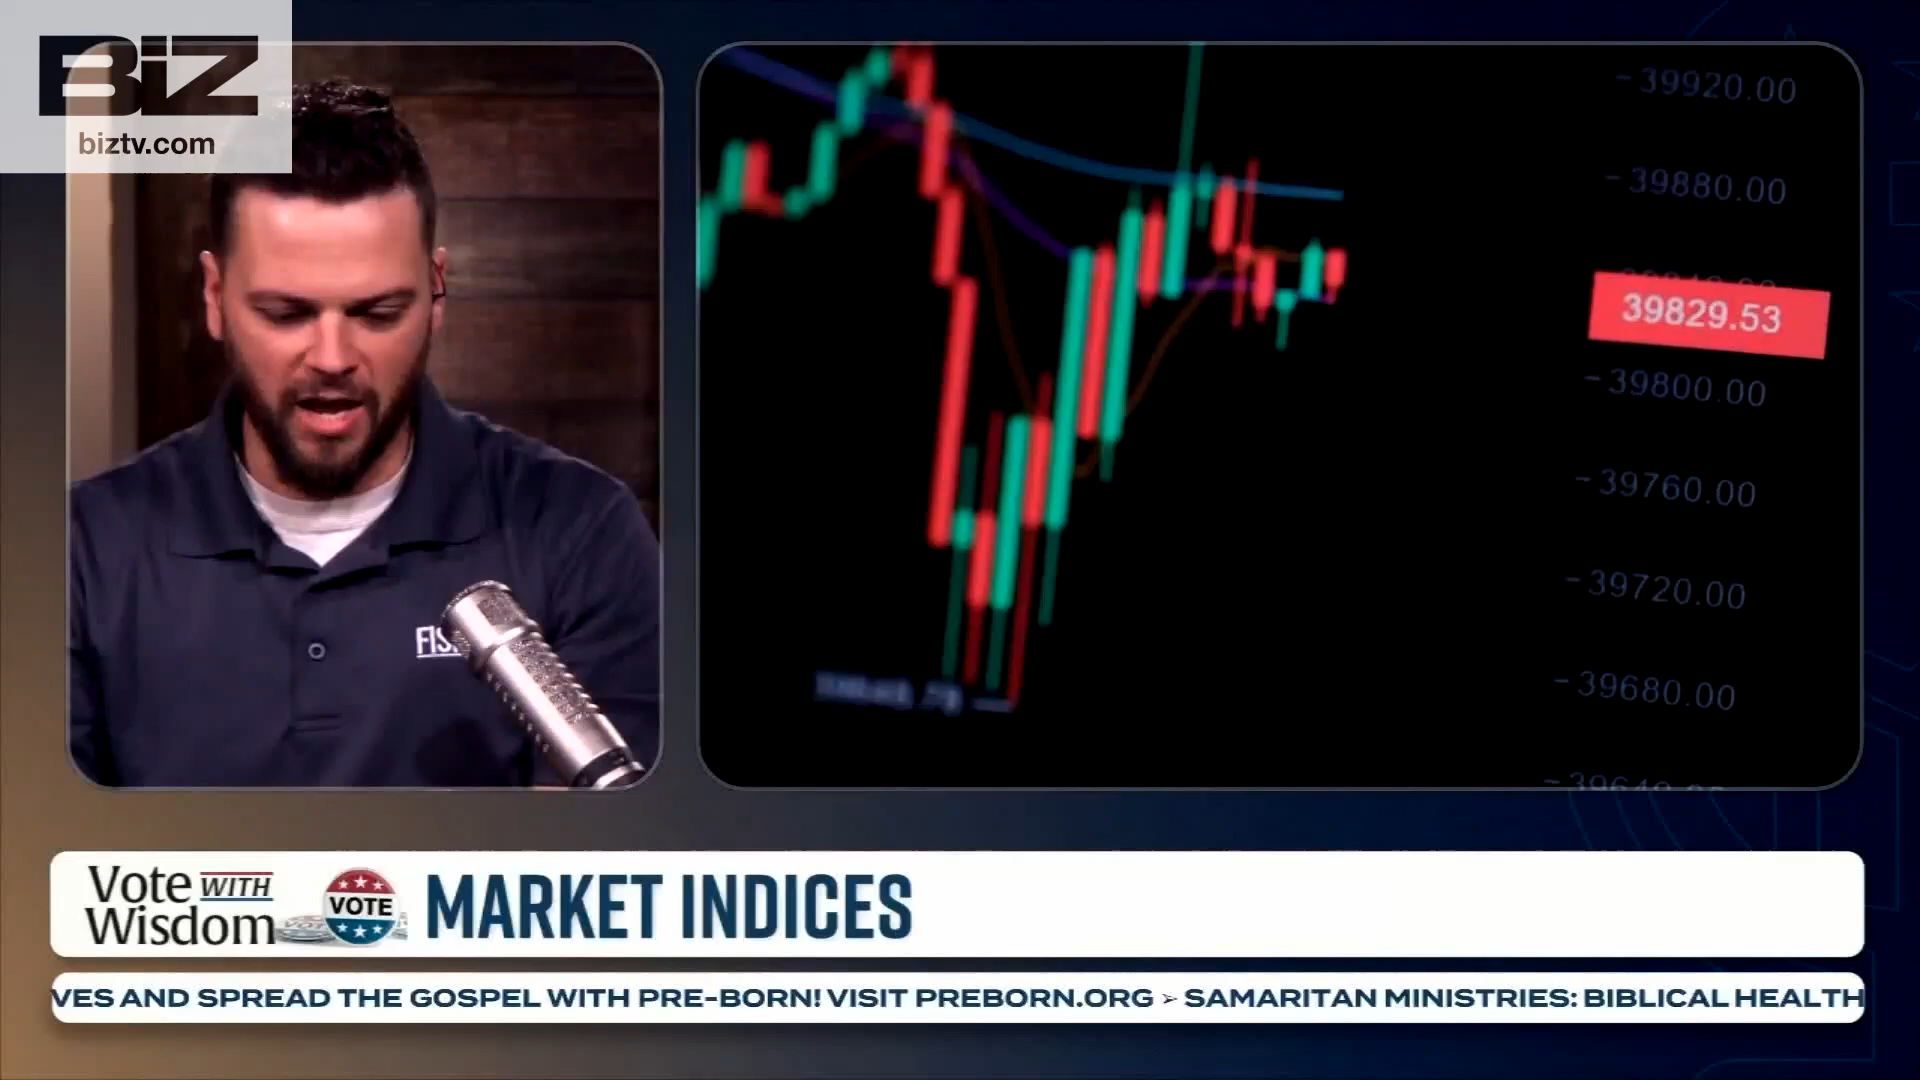 BiZ
biztv.com
39920.00
39880.00
39829.53
39800.00
39760.00
39720.00
39680.00
Vote WITH
Wisdom
VOTE
MARKET INDICES
VES AND SPREAD THE GOSPEL WITH PRE-BORN! VISIT PREBORN.ORG ➢ SAMARITAN MINISTRIES: BIBLICAL HEALTH